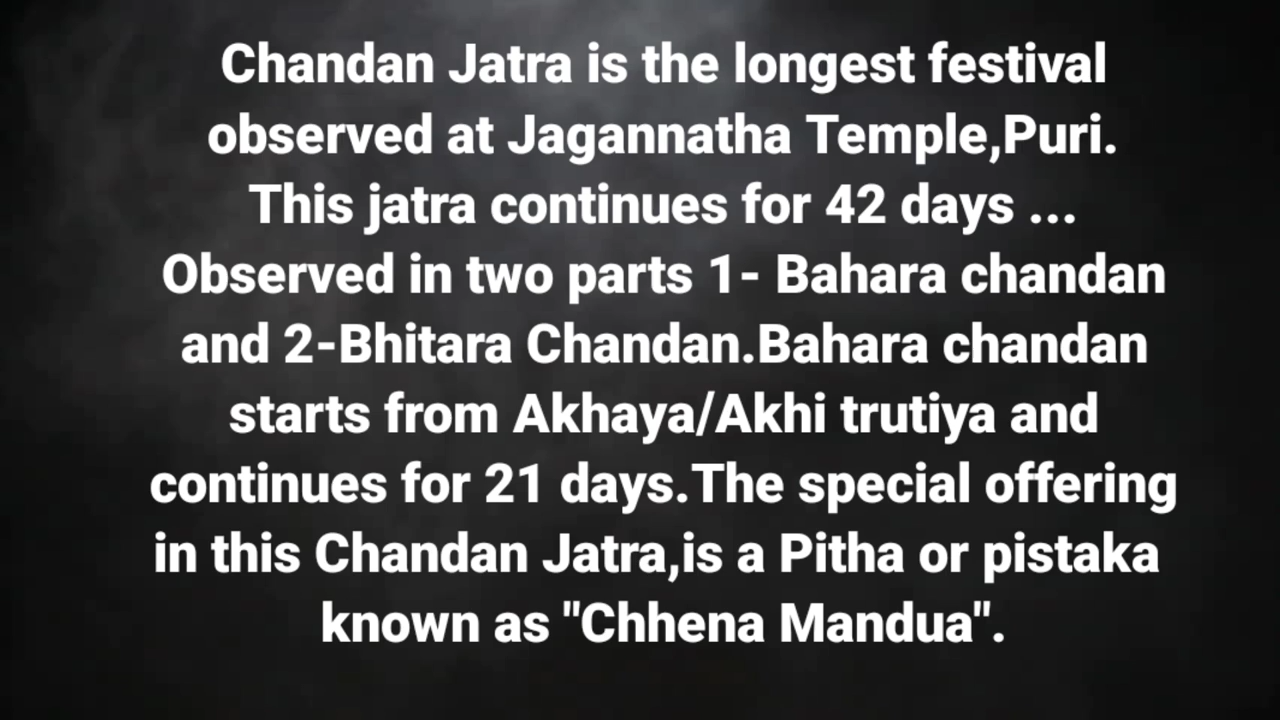 Chandan Jatra is the longest festival
observed at Jagannatha Temple,Puri.
This jatra continues for 42 days ...
Observed in two parts 1- Bahara chandan
and 2-Bhitara Chandan.Bahara chandan
starts from Akhaya/Akhi trutiya and
continues for 21 days.The special offering
in this Chandan Jatra,is a Pitha or pistaka
known as "Chhena Mandua".